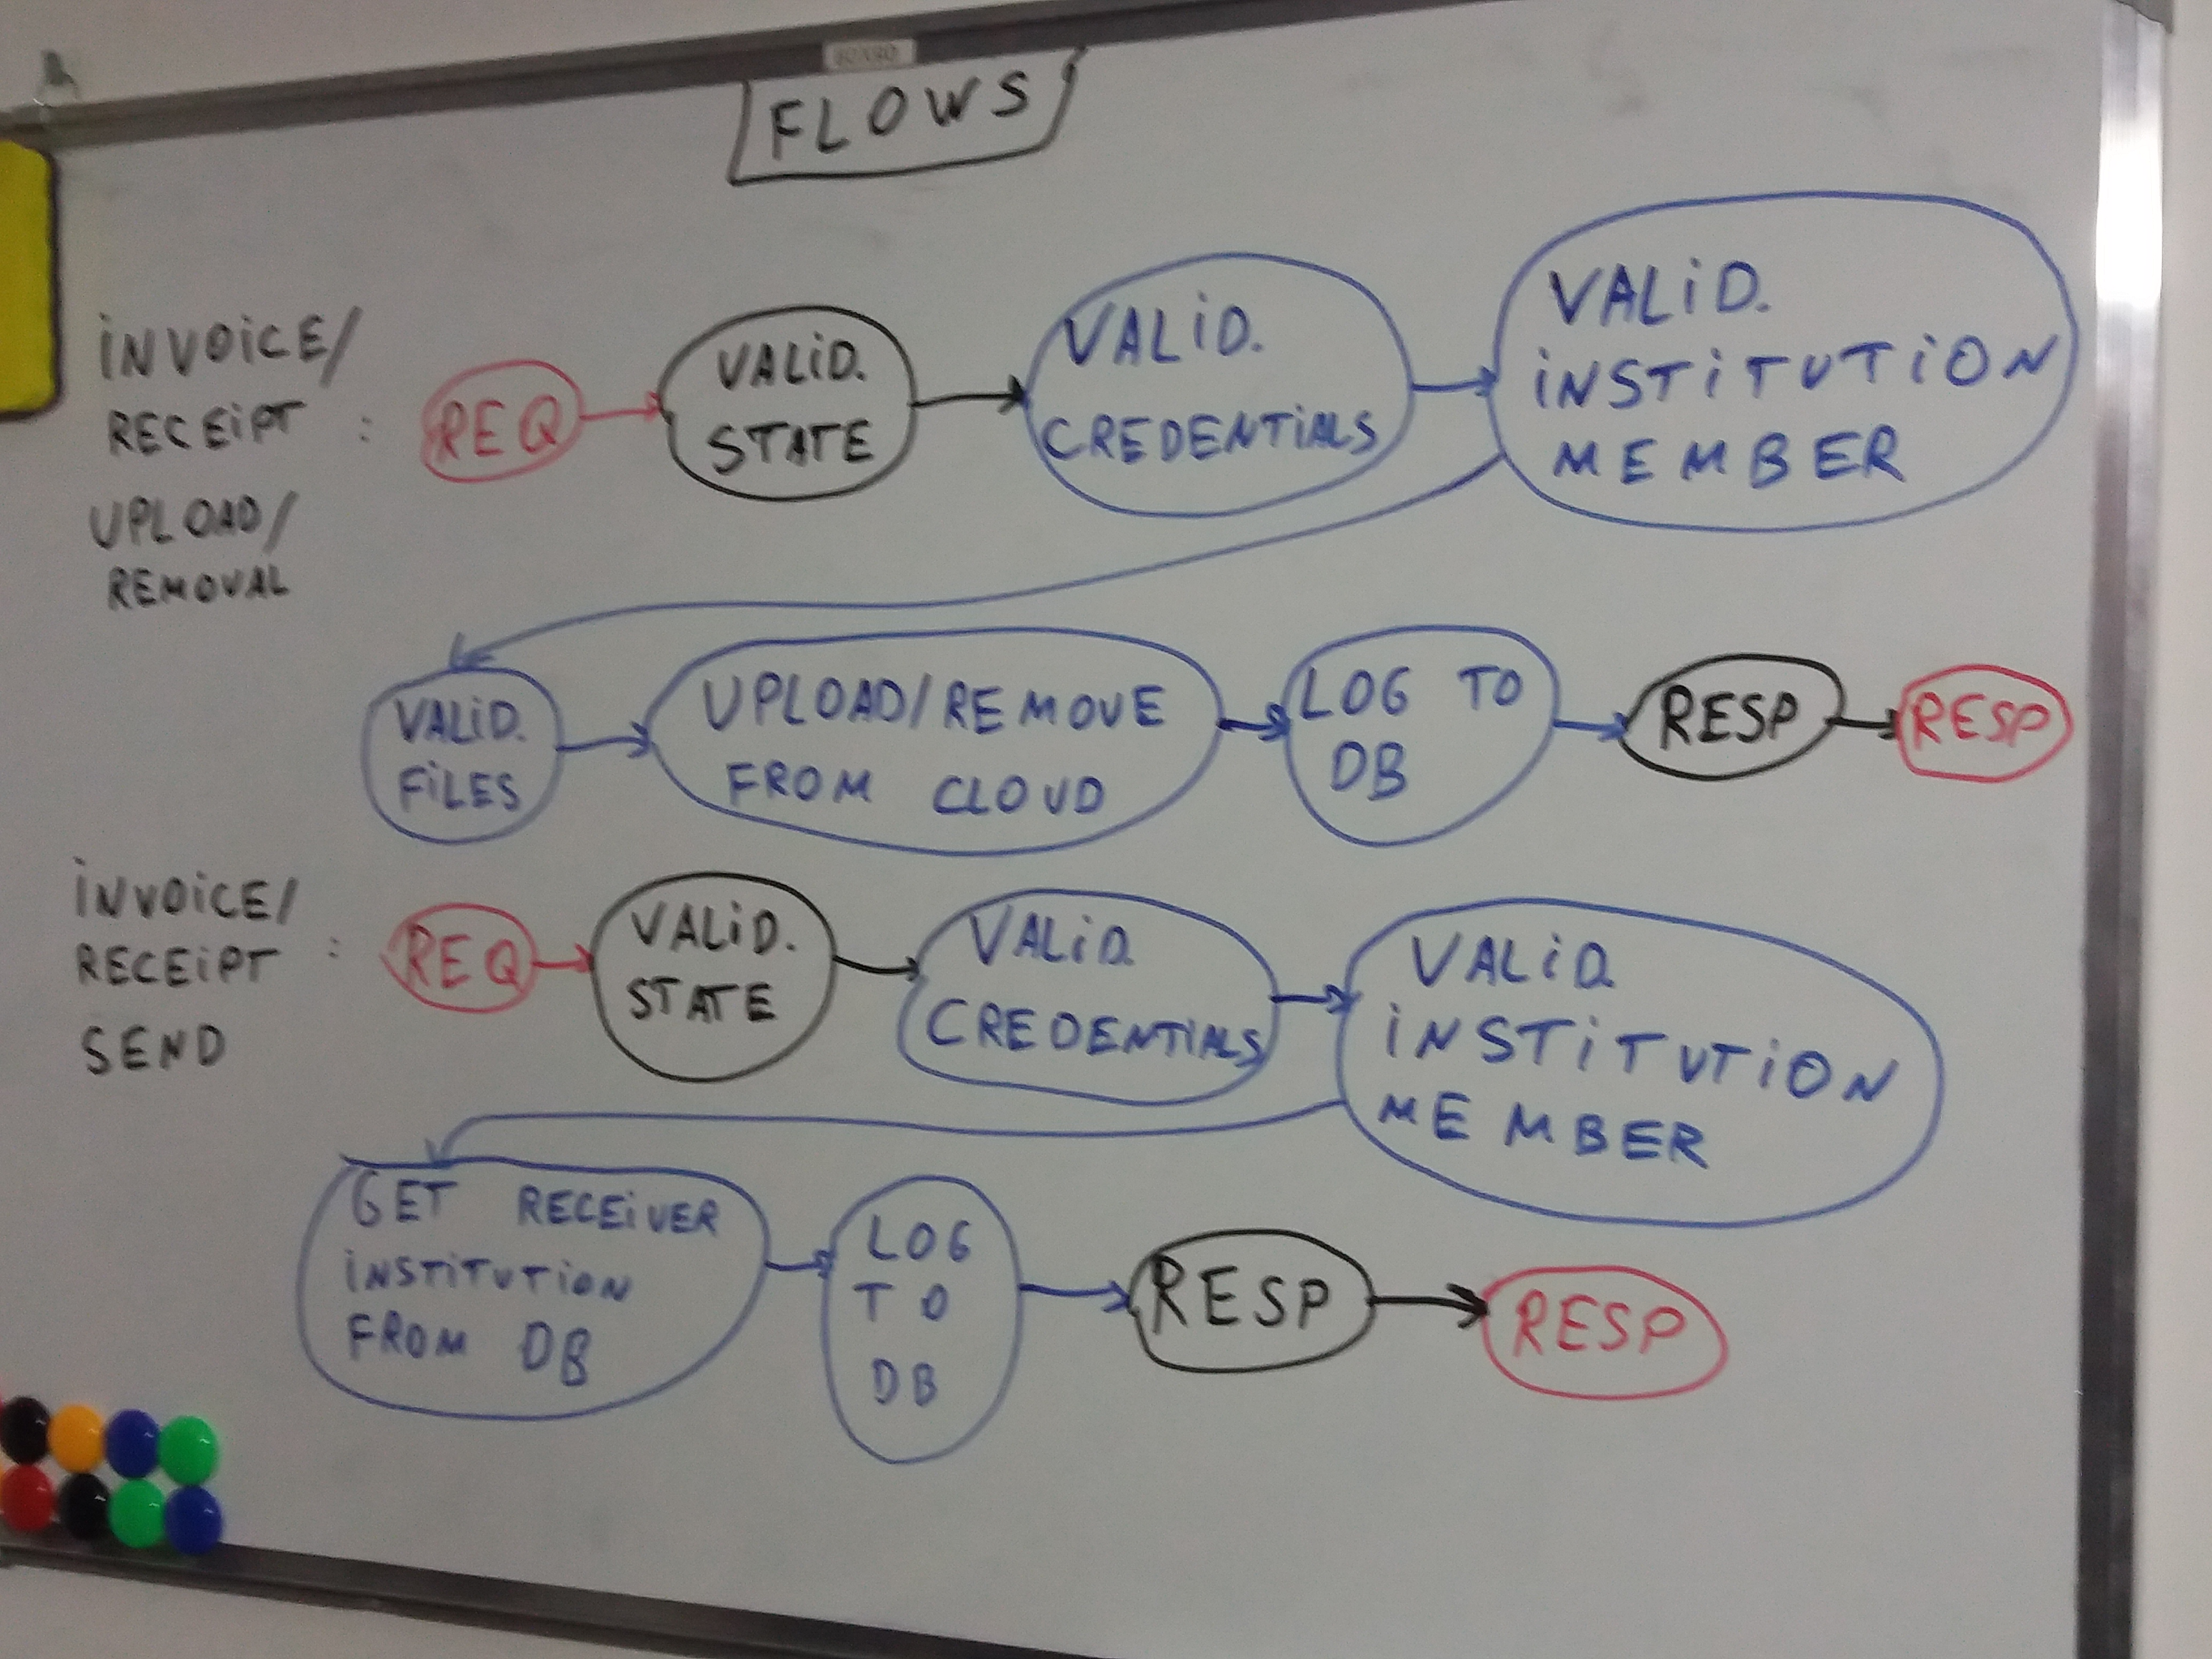 FLOWS
INVOICE/
RECEIPT :
UPLOAD/
REMOVAL
REQ
VALID.
STATE
VALID.
CREDENTIALS
VALID.
INSTITUTION
MEMBER
VALID.
FILES
UPLOAD/REMOVE
FROM CLOUD
LOG TO
DB
RESP
RESP
INVOICE/
RECEIPT :
SEND
REQ
VALID.
STATE
VALID.
CREDENTIALS
VALID.
INSTITUTION
MEMBER
GET RECEIVER
INSTITUTION
FROM DB
LOG
TO
DB
RESP
RESP